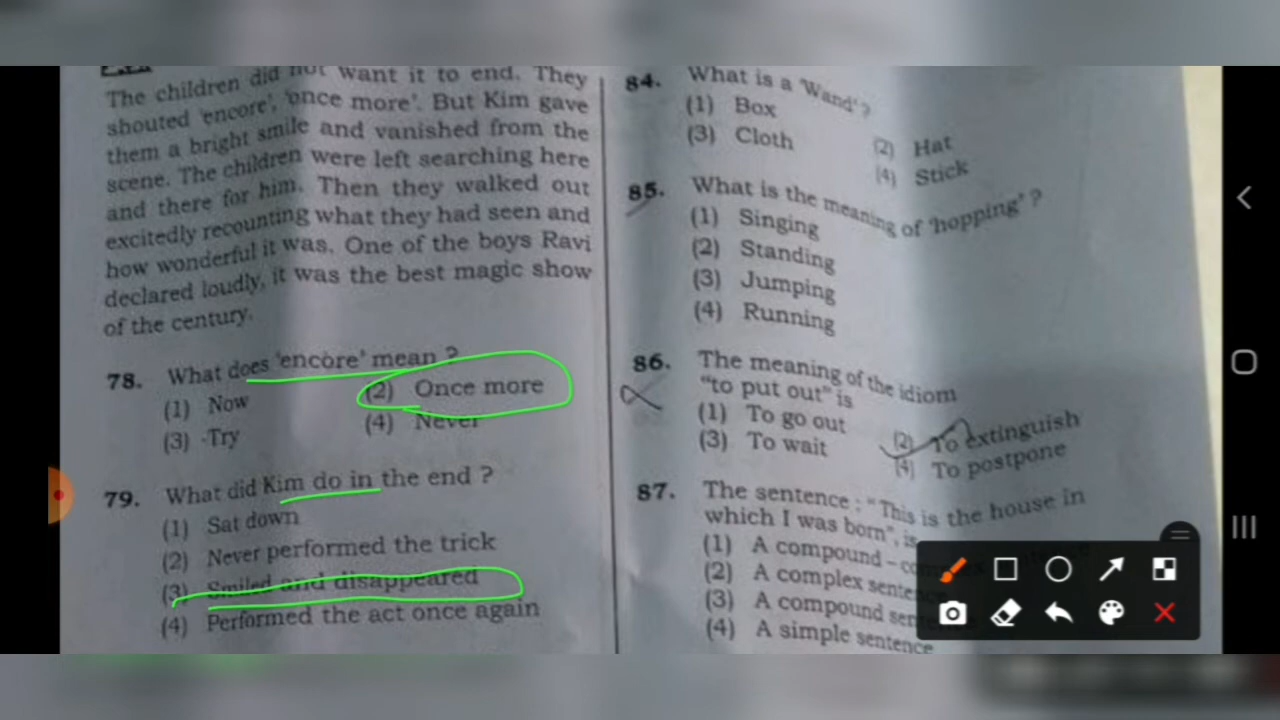 The children did not want it to end. They
shouted 'encore', 'once more'. But Kim gave
them a bright smile and vanished from the
scene. The children were left searching here
and there for him. Then they walked out
excitedly recounting what they had seen and
how wonderful it was. One of the boys Ravi
declared loudly, it was the best magic show
of the century.
78. What does 'encore' mean ?
(1) Now
(2) Once more
(3) Try
(4) Never
79. What did Kim do in the end ?
(1) Sat down
(2) Never performed the trick
(3) Smiled and disappeared
(4) Performed the act once again
84. What is a 'Wand' ?
(1) Box
(2) Hat
(3) Cloth
(4) Stick
85. What is the meaning of 'hopping' ?
(1) Singing
(2) Standing
(3) Jumping
(4) Running
86. The meaning of the idiom
"to put out" is
(1) To go out
(2) To extinguish
(3) To wait
(4) To postpone
87. The sentence : "This is the house in
which I was born", is
(1) A compound –
(2) A complex sentence
(3) A compound
(4) A simple sentence